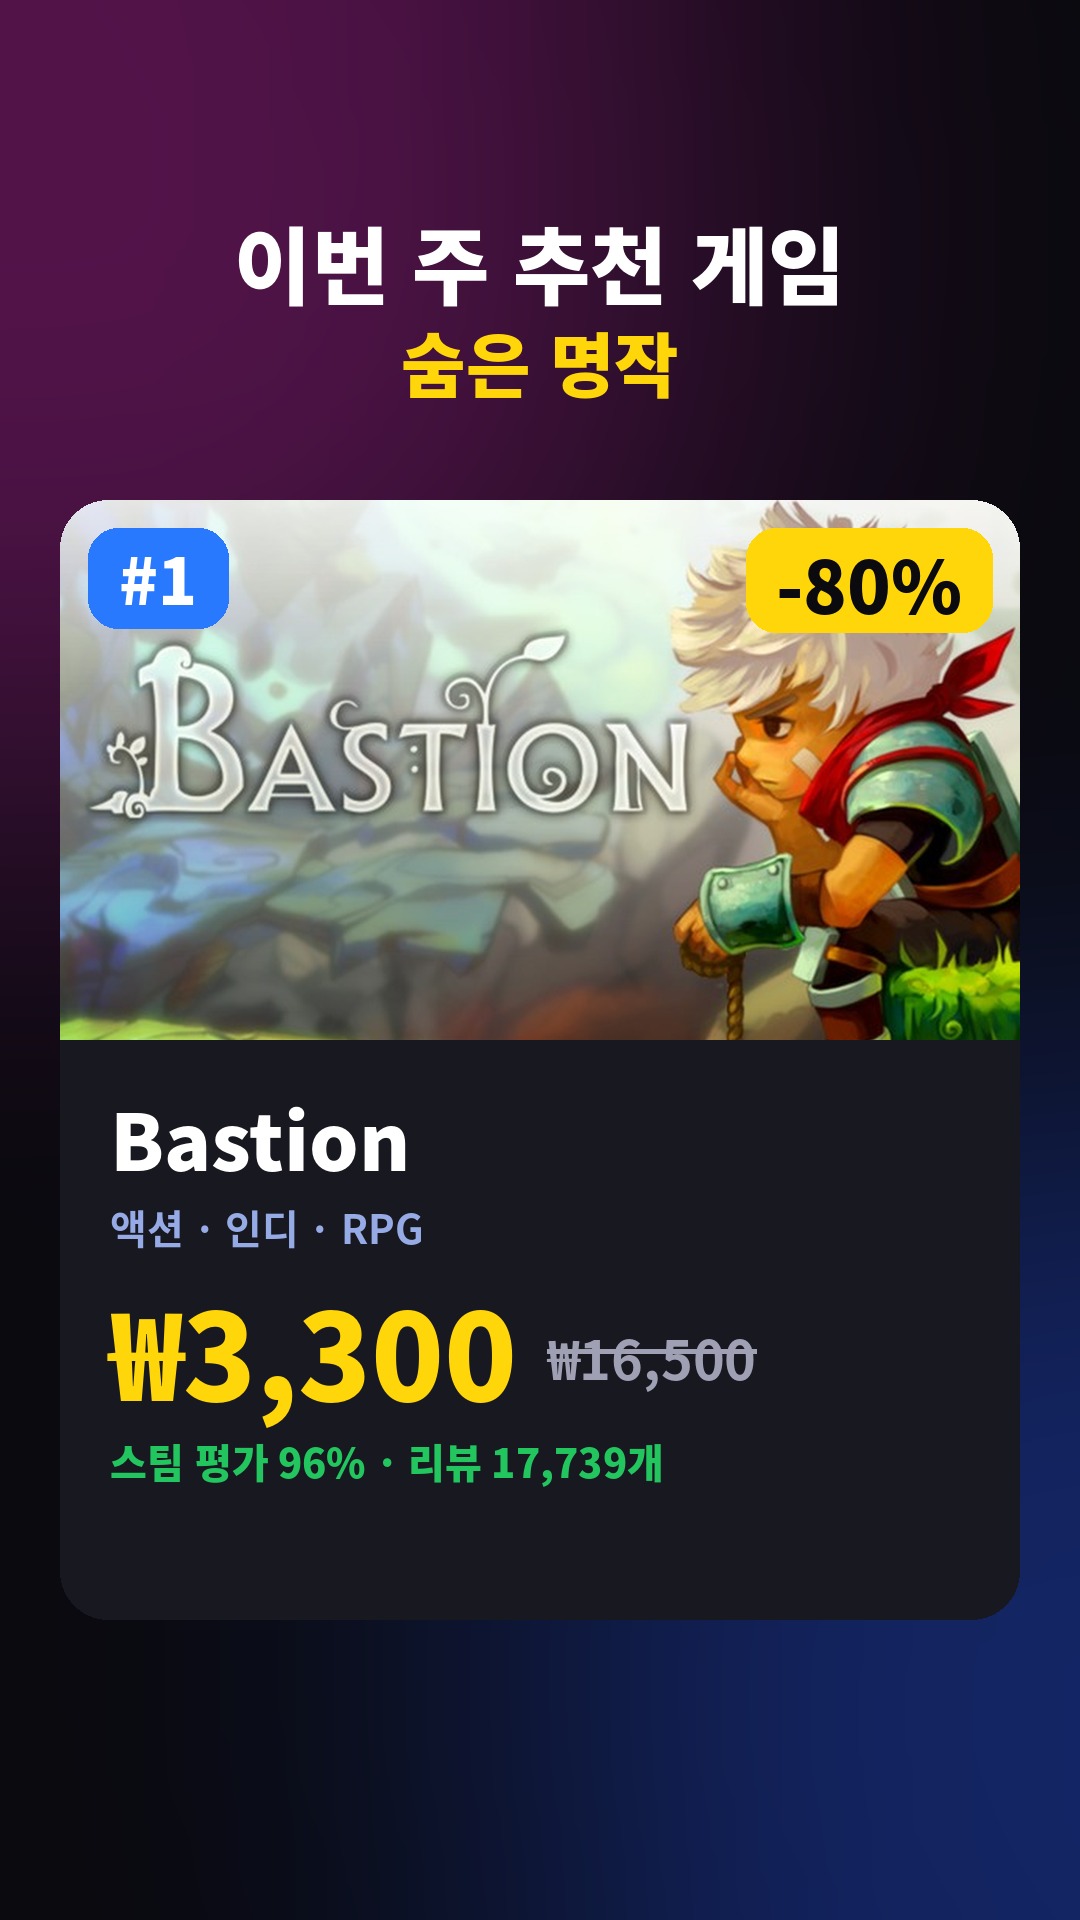 이번 주 추천 게임
숨은 명작
#1
-80%
BASTION
Bastion
액션 · 인디 · RPG
₩3,300 ₩16,500
스팀 평가 96% · 리뷰 17,739개